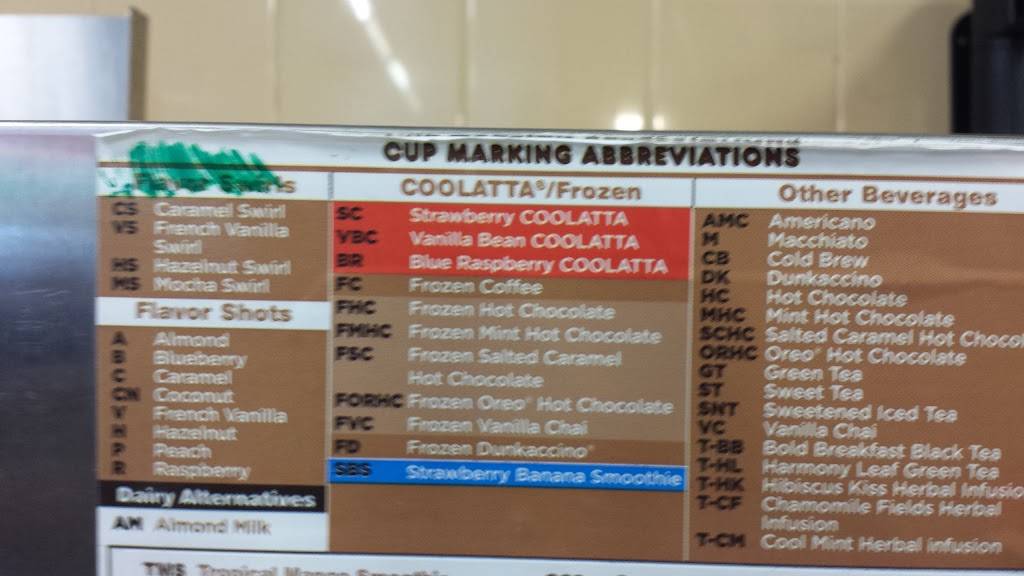 CUP MARKING ABBREVIATIONS
CS Caramel Swirl
VS French Vanilla
Swirl
HS Hazelnut Swirl
MS Mocha Swirl
Flavor Shots
A Almond
B Blueberry
C Caramel
CN Coconut
V French Vanilla
H Hazelnut
P Peach
R Raspberry
Dairy Alternatives
AM Almond Milk
COOLATTA®/Frozen
SC Strawberry COOLATTA
VBC Vanilla Bean COOLATTA
BR Blue Raspberry COOLATTA
FC Frozen Coffee
FHC Frozen Hot Chocolate
FMHC Frozen Mint Hot Chocolate
FSC Frozen Salted Caramel
Hot Chocolate
FORHC Frozen Oreo® Hot Chocolate
FVC Frozen Vanilla Chai
FD Frozen Dunkaccino®
SBS Strawberry Banana Smoothie
Other Beverages
AMC Americano
M Macchiato
CB Cold Brew
DK Dunkaccino
HC Hot Chocolate
MHC Mint Hot Chocolate
SCHC Salted Caramel Hot Chocol
ORHC Oreo® Hot Chocolate
GT Green Tea
ST Sweet Tea
SNT Sweetened Iced Tea
VC Vanilla Chai
T-BB Bold Breakfast Black Tea
T-HL Harmony Leaf Green Tea
T-HK Hibiscus Kiss Herbal Infusio
T-CF Chamomile Fields Herbal
Infusion
T-CM Cool Mint Herbal infusion
TMS Tropical Mango Smoothie